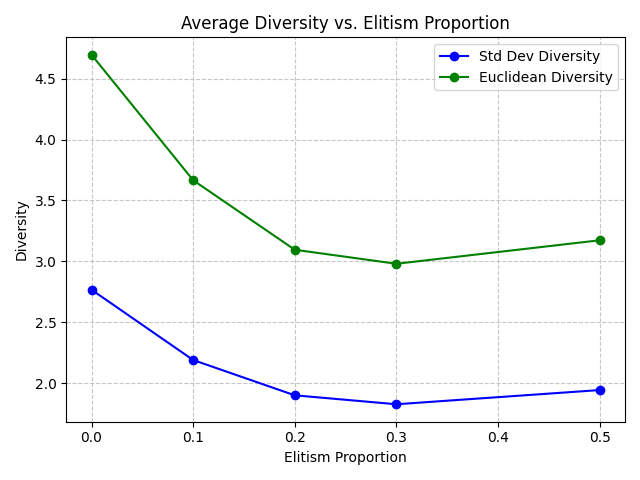 Average Diversity vs. Elitism Proportion
Std Dev Diversity
Euclidean Diversity
Diversity
4.5
4.0
3.5
3.0
2.5
2.0
0.0 0.1 0.2 0.3 0.4 0.5
Elitism Proportion